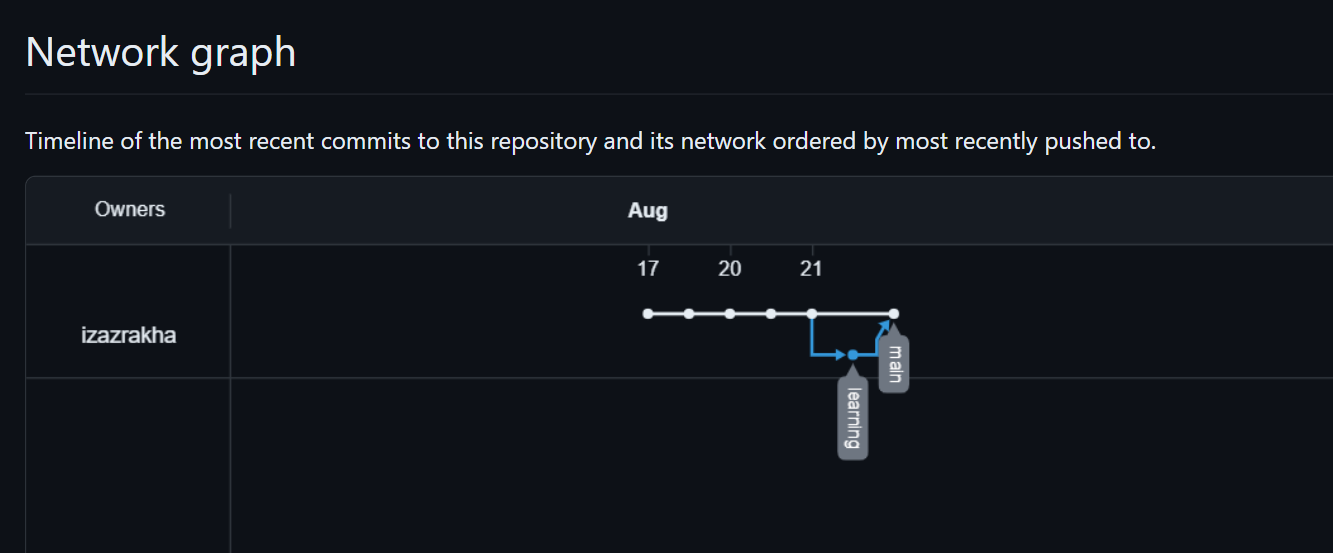 Network graph
Timeline of the most recent commits to this repository and its network ordered by most recently pushed to.
Owners
Aug
17 20 21
izazrakha
main
learning